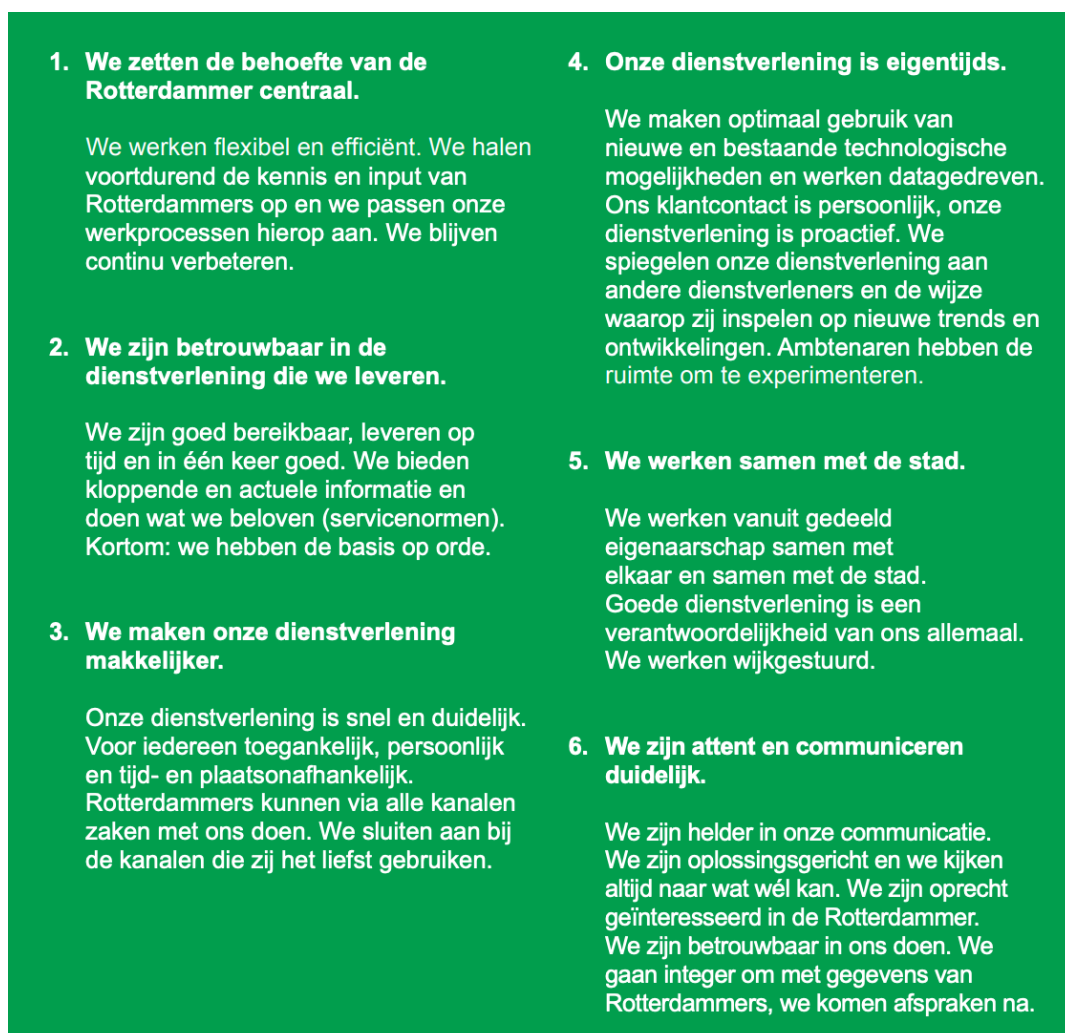 1. We zetten de behoefte van de
Rotterdammer centraal.
We werken flexibel en efficiënt. We halen
voortdurend de kennis en input van
Rotterdammers op en we passen onze
werkprocessen hierop aan. We blijven
continu verbeteren.
2. We zijn betrouwbaar in de
dienstverlening die we leveren.
We zijn goed bereikbaar, leveren op
tijd en in één keer goed. We bieden
kloppende en actuele informatie en
doen wat we beloven (servicenormen).
Kortom: we hebben de basis op orde.
3. We maken onze dienstverlening
makkelijker.
Onze dienstverlening is snel en duidelijk.
Voor iedereen toegankelijk, persoonlijk
en tijd- en plaatsonafhankelijk.
Rotterdammers kunnen via alle kanalen
zaken met ons doen. We sluiten aan bij
de kanalen die zij het liefst gebruiken.
4. Onze dienstverlening is eigentijds.
We maken optimaal gebruik van
nieuwe en bestaande technologische
mogelijkheden en werken datagedreven.
Ons klantcontact is persoonlijk, onze
dienstverlening is proactief. We
spiegelen onze dienstverlening aan
andere dienstverleners en de wijze
waarop zij inspelen op nieuwe trends en
ontwikkelingen. Ambtenaren hebben de
ruimte om te experimenteren.
5. We werken samen met de stad.
We werken vanuit gedeeld
eigenaarschap samen met
elkaar en samen met de stad.
Goede dienstverlening is een
verantwoordelijkheid van ons allemaal.
We werken wijkgestuurd.
6. We zijn attent en communiceren
duidelijk.
We zijn helder in onze communicatie.
We zijn oplossingsgericht en we kijken
altijd naar wat wél kan. We zijn oprecht
geïnteresseerd in de Rotterdammer.
We zijn betrouwbaar in ons doen. We
gaan integer om met gegevens van
Rotterdammers, we komen afspraken na.